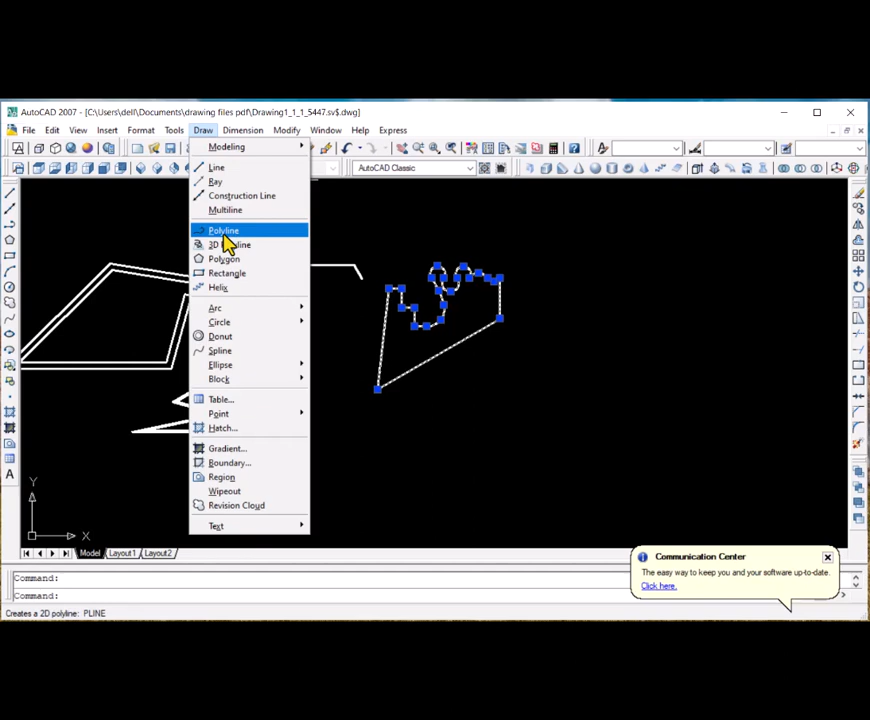 AutoCAD 2007 - [C:\Users\dell\Documents\drawing files pdf\Drawing1_1_1_5447.sv$.dwg]
File Edit View Insert Format Tools Draw Dimension Modify Window Help Express
AutoCAD Classic
Modeling
Line
Ray
Construction Line
Multiline
Polyline
3D Polyline
Polygon
Rectangle
Helix
Arc
Circle
Donut
Spline
Ellipse
Block
Table...
Point
Hatch...
Gradient...
Boundary...
Region
Wipeout
Revision Cloud
Text
A
Y
X
Model Layout1 Layout2
Communication Center
The easy way to keep you and your software up-to-date.
Click here.
Command:
Command:
Creates a 2D polyline: PLINE